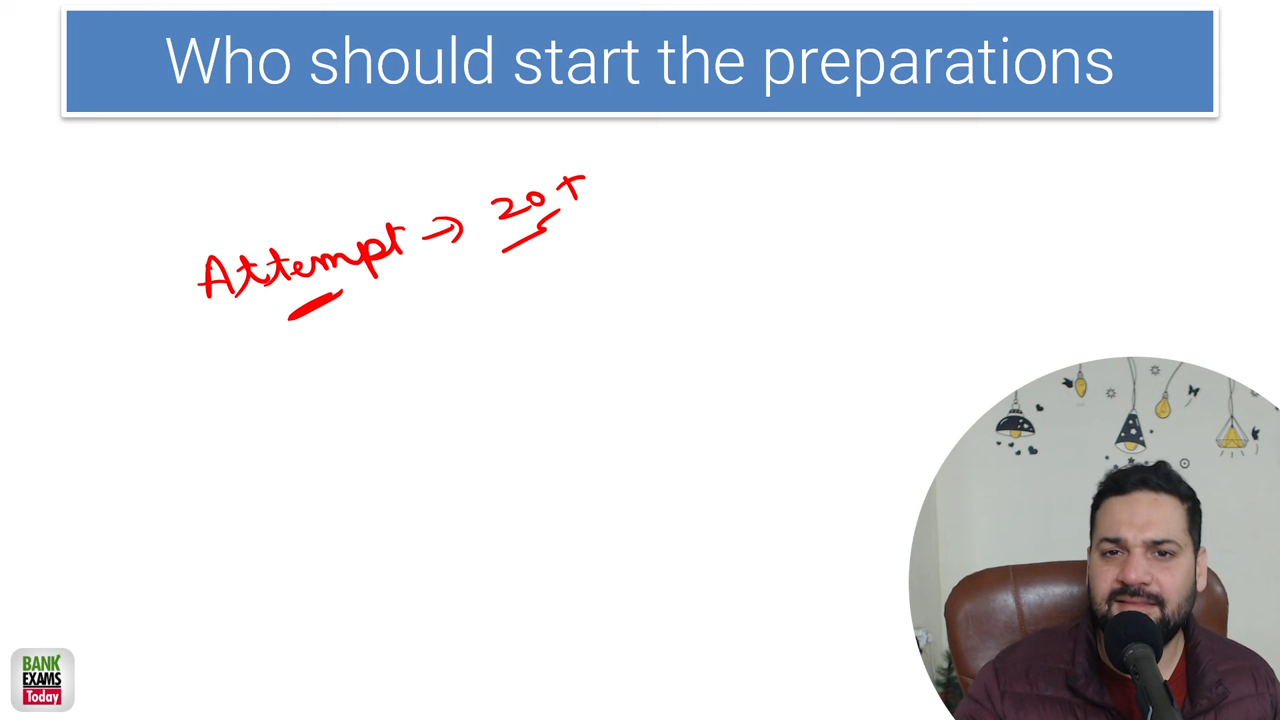 Who should start the preparations
Attempt → 20+
BANK
EXAMS
Today